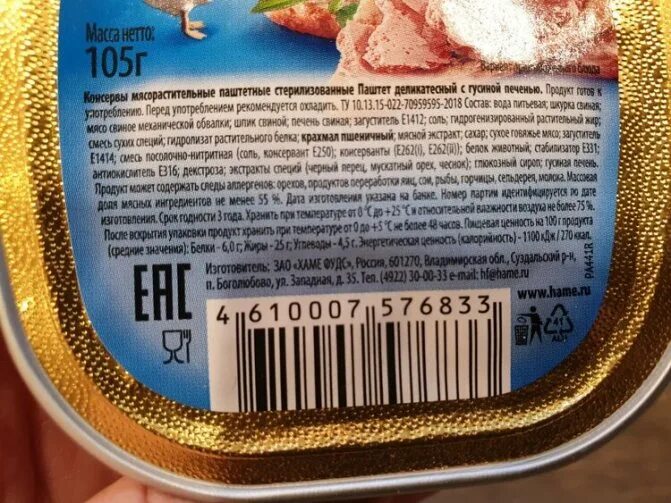 Масса нетто:
105г
Вариант приготовления блюда
Консервы мясорастительные паштетные стерилизованные Паштет деликатесный с гусиной печенью. Продукт готов к
употреблению. Перед употреблением рекомендуется охладить. ТУ 10.13.15-022-70959595-2018 Состав: вода питьевая; шкурка свиная;
мясо свиное механической обвалки; шпик свиной; печень свиная; загуститель Е1412; соль; гидрогенизированный растительный жир;
смесь сухих специй; гидролизат растительного белка; крахмал пшеничный; мясной экстракт; сахар; сухое говяжье мясо; загуститель
Е1414; смесь посолочно-нитритная (соль, консервант Е250); консерванты (Е262(i), Е262(ii)); белок животный; стабилизатор Е331;
антиокислитель Е316; декстроза; экстракты специй (черный перец, мускатный орех, чеснок); глюкозный сироп; гусиная печень.
Продукт может содержать следы аллергенов: орехов, продуктов переработки яиц, сои, рыбы, горчицы, сельдерея, молока. Массовая
доля мясных ингредиентов не менее 55 %. Дата изготовления указана на банке. Номер партии идентифицируется по дате
изготовления. Срок годности 3 года. Хранить при температуре от 0 °C до +25 °C и относительной влажности воздуха не более 75 %.
После вскрытия упаковки продукт хранить при температуре от 0 до +5 °C не более 48 часов. Пищевая ценность на 100 г продукта
(средние значения): Белки - 6,0 г; Жиры - 25 г; Углеводы - 4,5 г. Энергетическая ценность (калорийность) - 1100 кДж / 270 ккал.
Изготовитель: ЗАО «ХАМЕ ФУДС», Россия, 601270, Владимирская обл., Суздальский р-н,
п. Боголюбово, ул. Западная, д. 35. Тел. (4922) 30-00-33 e-mail: hf@hame.ru
www.hame.ru
PA441R
EAC
4 610007 576833
41
ALU